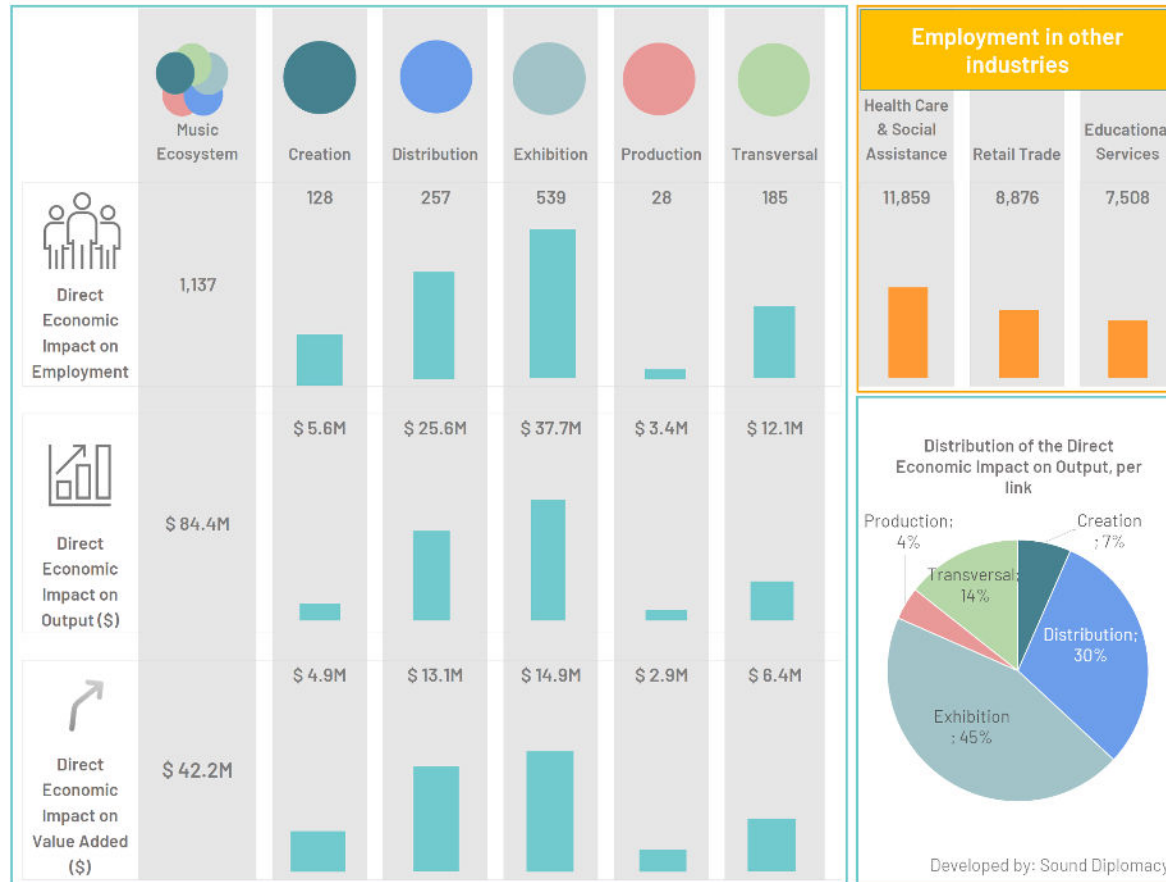 Music
Ecosystem
Creation
Distribution
Exhibition
Production
Transversal
Direct
Economic
Impact on
Employment
1,137
128
257
539
28
185
Direct
Economic
Impact on
Output ($)
$ 84.4M
$ 5.6M
$ 25.6M
$ 37.7M
$ 3.4M
$ 12.1M
Direct
Economic
Impact on
Value Added
($)
$ 42.2M
$ 4.9M
$ 13.1M
$ 14.9M
$ 2.9M
$ 6.4M
Employment in other
industries
Health Care
& Social
Assistance
Retail Trade
Educationa
Services
11,859
8,876
7,508
Distribution of the Direct
Economic Impact on Output, per
link
Production;
4%
Creation
; 7%
Transversal;
14%
Distribution;
30%
Exhibition
; 45%
Developed by: Sound Diplomacy